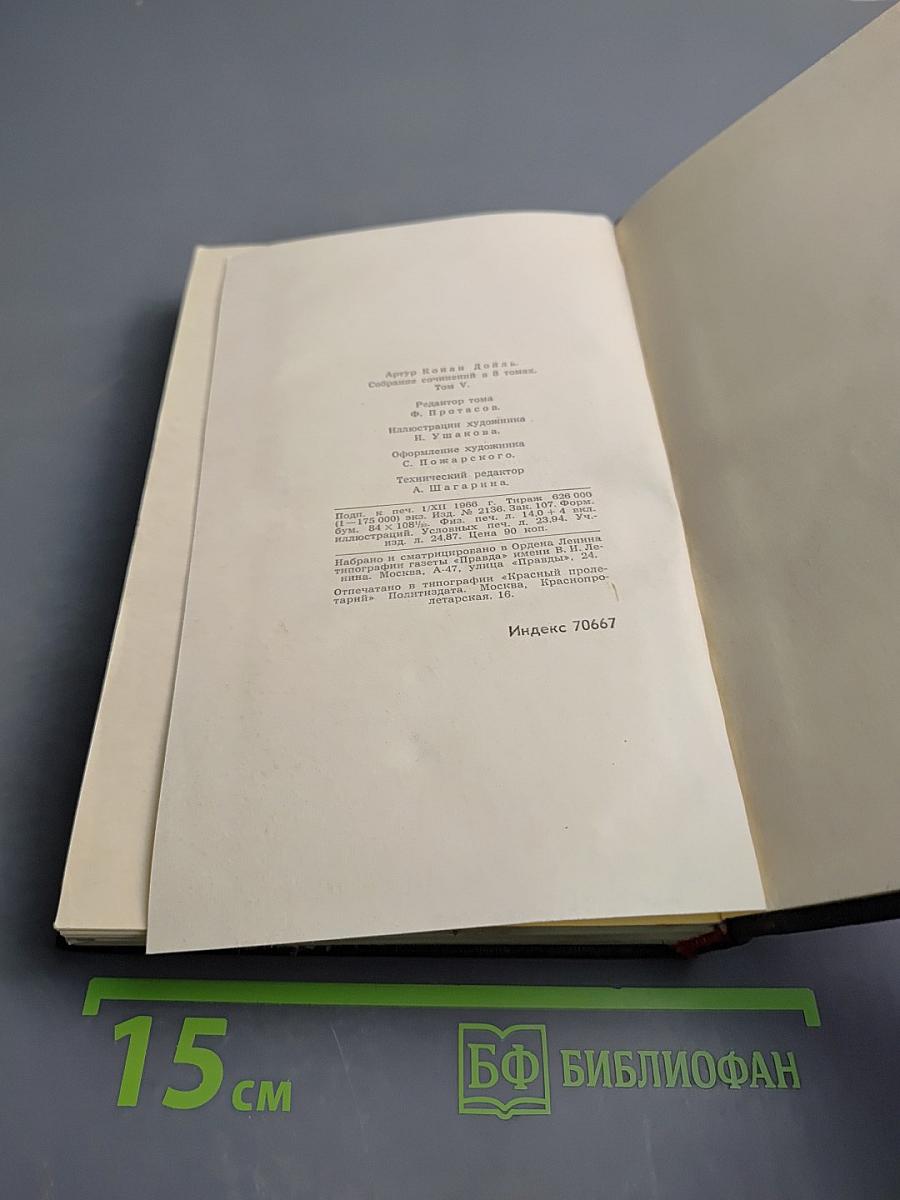 Артур Конан Дойль.
Собрание сочинений в 8 томах.
Том V.
Редактор тома
Ф. Протасов.
Иллюстрации художника
И. Ушакова.
Оформление художника
С. Пожарского.
Технический редактор
А. Шагарина.
Подп. к печ. 1/XII 1966 г. Тираж 626 000
(1—175 000) экз. Изд. № 2136. Зак. 107. Форм.
бум. 84 × 108¹/₃₂. Физ. печ. л. 14,0 + 4 вкл.
иллюстраций. Условных печ. л. 23,94. Уч.-
изд. л. 24,87. Цена 90 коп.
Набрано и сматрицировано в Ордена Ленина
типографии газеты «Правда» имени В. И. Ле-
нина. Москва, А-47, Улица «Правды», 24.
Отпечатано в типографии «Красный проле-
тарий» Политиздата. Москва, Краснопро-
летарская, 16.
Индекс 70667
15 см
БФ БИБЛИОФАН